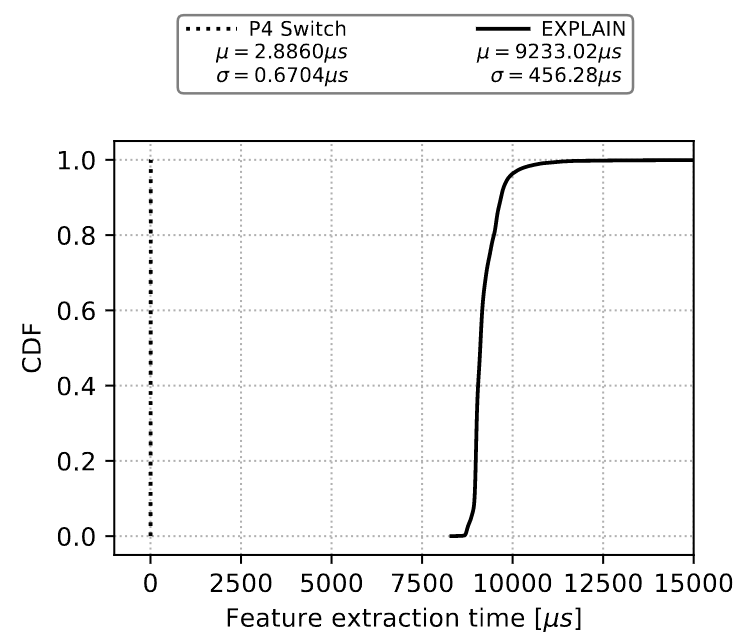 P4 Switch EXPLAIN
μ = 2.8860μs μ = 9233.02μs
σ = 0.6704μs σ = 456.28μs
1.0
0.8
0.6
0.4
0.2
0.0
CDF
0 2500 5000 7500 10000 12500 15000
Feature extraction time [μs]